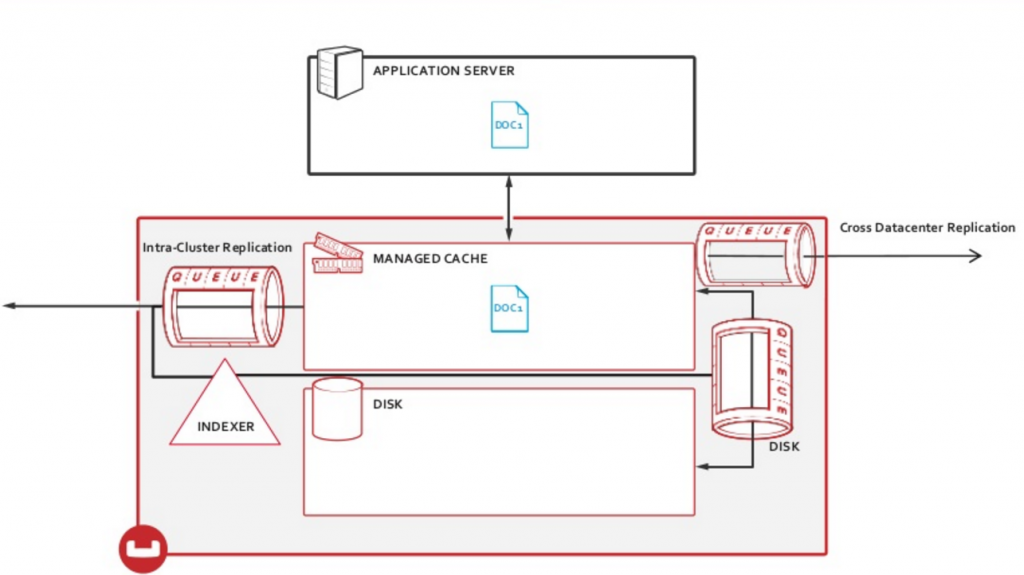 APPLICATION SERVER
DOC1
QUEUE
Cross Datacenter Replication
Intra-Cluster Replication
MANAGED CACHE
QUEUE
DOC1
QUEUE
DISK
INDEXER
DISK